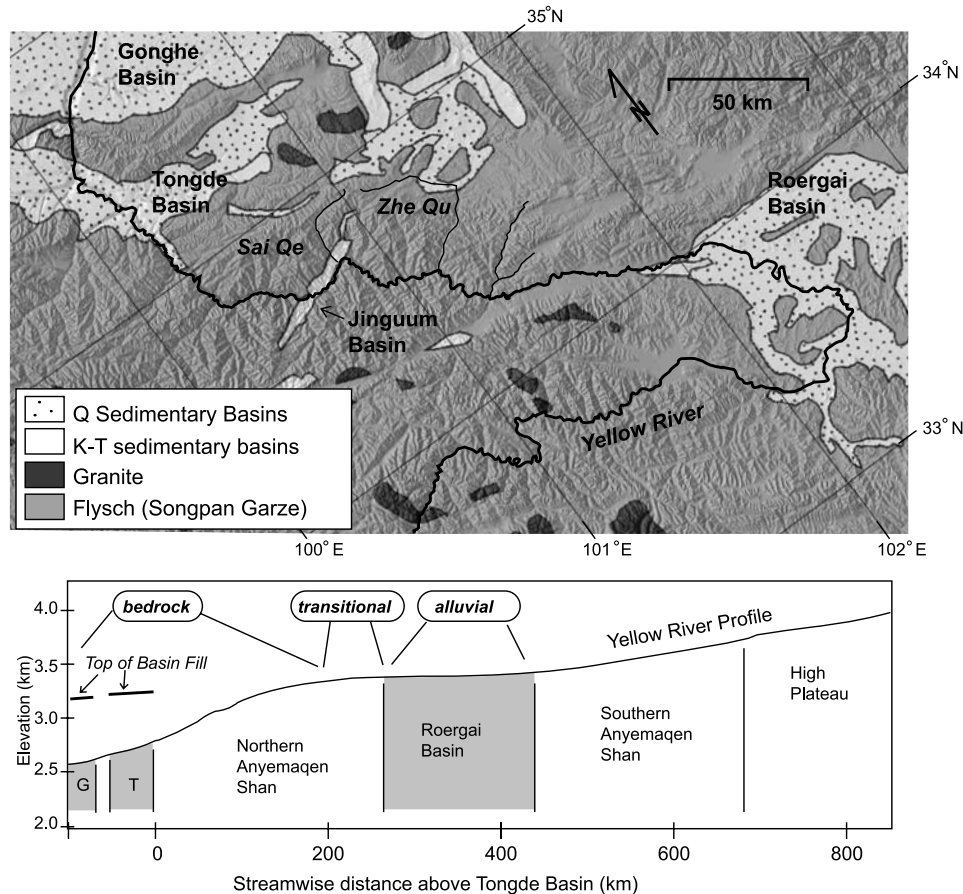 35°N
Gonghe
Basin
34°N
50 km
N
Tongde
Basin
Roergai
Basin
Zhe Qu
Sai Qe
Jinguum
Basin
Q Sedimentary Basins
K-T sedimentary basins
Granite
Flysch (Songpan Garze)
Yellow River
33°N
100°E
101°E
102°E
4.0
3.5
3.0
2.5
2.0
Elevation (km)
bedrock
transitional
alluvial
Yellow River Profile
Top of Basin Fill
High
Plateau
Roergai
Basin
Southern
Anyemaqen
Shan
Northern
Anyemaqen
Shan
G
T
0
200
400
600
800
Streamwise distance above Tongde Basin (km)